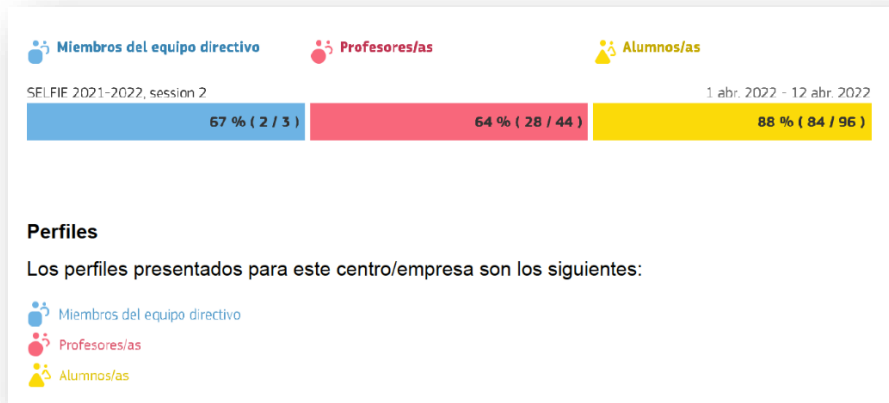 Miembros del equipo directivo Profesores/as Alumnos/as
SELFIE 2021-2022, session 2 1 abr. 2022 - 12 abr. 2022
67 % ( 2 / 3 ) 64 % ( 28 / 44 ) 88 % ( 84 / 96 )
Perfiles
Los perfiles presentados para este centro/empresa son los siguientes:
Miembros del equipo directivo
Profesores/as
Alumnos/as